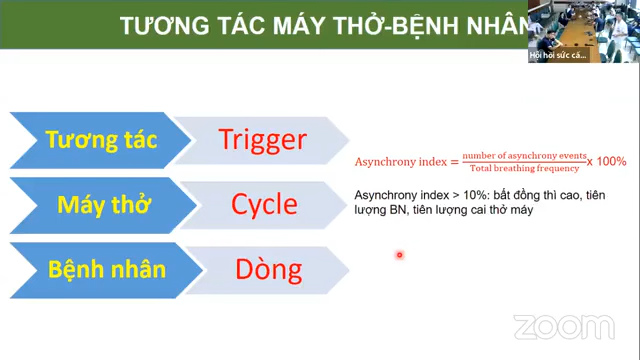 TƯƠNG TÁC MÁY THỞ-BỆNH NHÂN
Hội hồi sức cấ...
Tương tác
Trigger
Máy thở
Cycle
Bệnh nhân
Dòng
Asynchrony index = number of asynchrony events / Total breathing frequency x 100%
Asynchrony index > 10%: bất đồng thì cao, tiên
lượng BN, tiên lượng cai thở máy
zoom